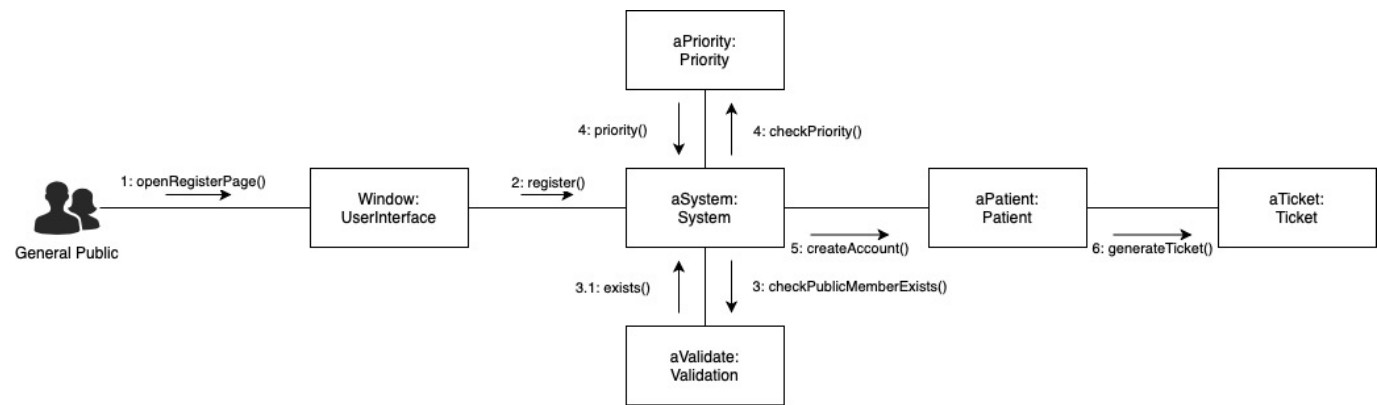 aPriority:
Priority
4: priority()
4: checkPriority()
1: openRegisterPage()
Window:
UserInterface
2: register()
aSystem:
System
aPatient:
Patient
aTicket:
Ticket
General Public
5: createAccount()
6: generateTicket()
3.1: exists()
3: checkPublicMemberExists()
aValidate:
Validation